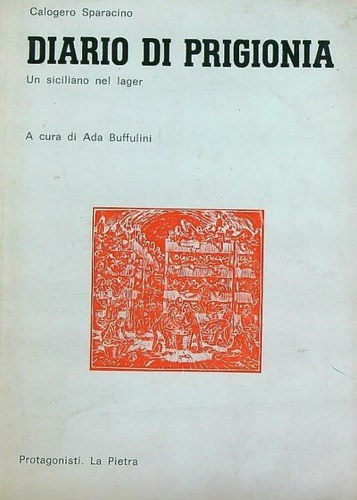 Calogero Sparacino
DIARIO DI PRIGIONIA
Un siciliano nel lager
A cura di Ada Buffulini
Protagonisti. La Pietra